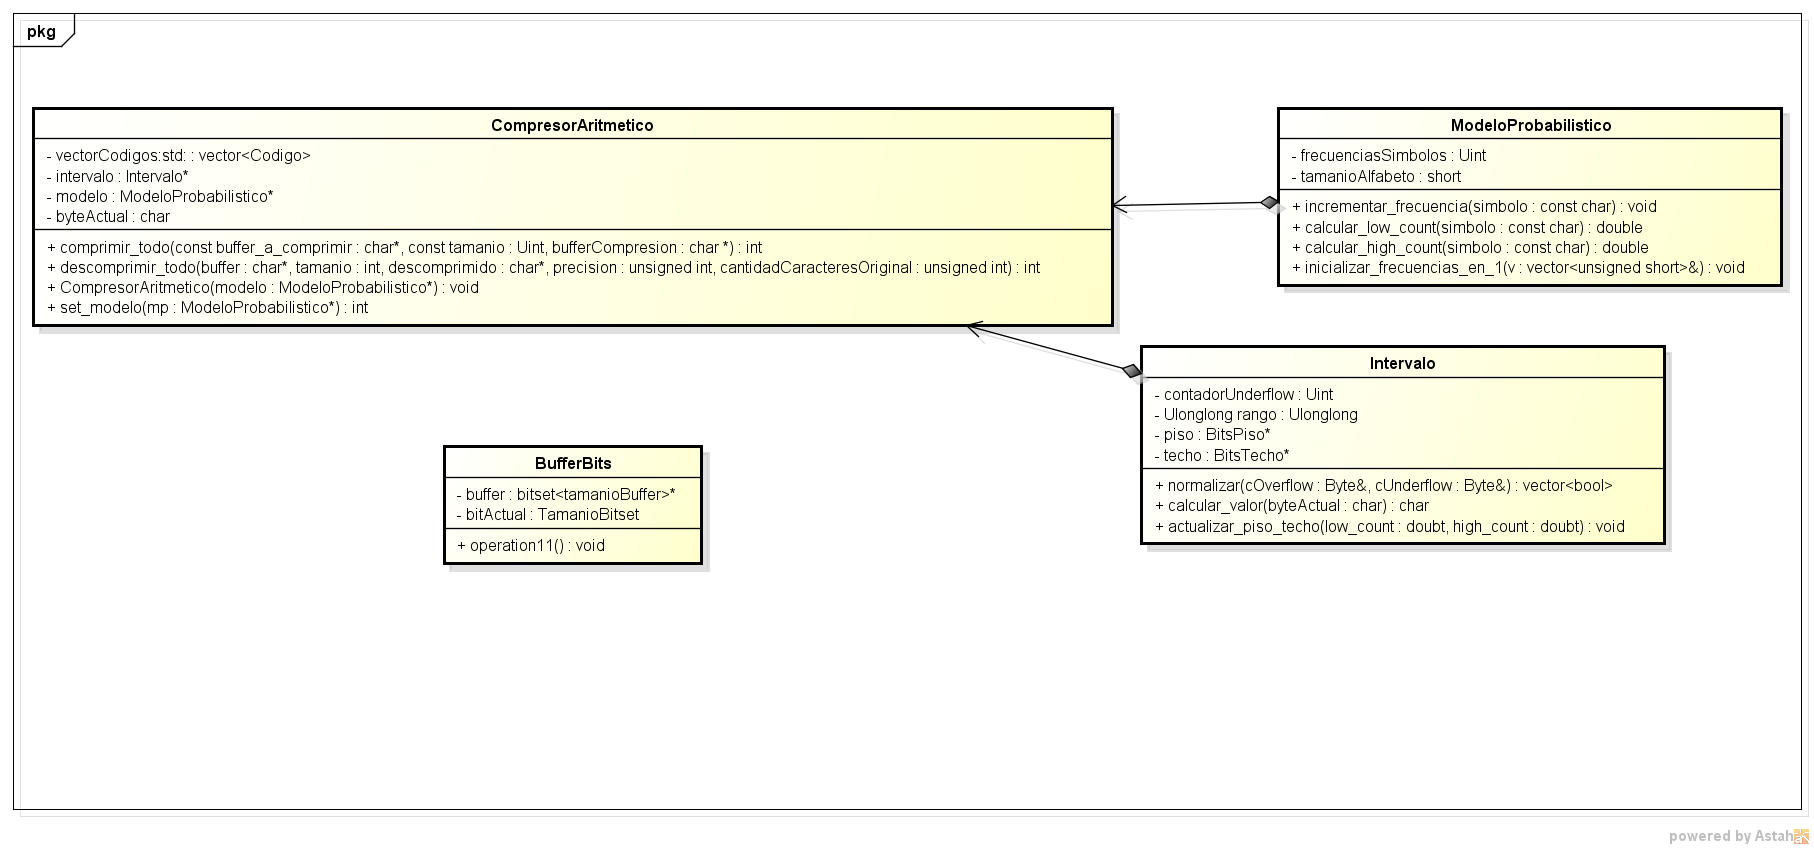 pkg
CompresorAritmetico
- vectorCodigos:std: : vector<Codigo>
- intervalo : Intervalo*
- modelo : ModeloProbabilistico*
- byteActual : char
+ comprimir_todo(const buffer_a_comprimir : char*, const tamanio : Uint, bufferCompresion : char *) : int
+ descomprimir_todo(buffer : char*, tamanio : int, descomprimido : char*, precision : unsigned int, cantidadCaracteresOriginal : unsigned int) : int
+ CompresorAritmetico(modelo : ModeloProbabilistico*) : void
+ set_modelo(mp : ModeloProbabilistico*) : int
ModeloProbabilistico
- frecuenciasSimbolos : Uint
- tamanioAlfabeto : short
+ incrementar_frecuencia(simbolo : const char) : void
+ calcular_low_count(simbolo : const char) : double
+ calcular_high_count(simbolo : const char) : double
+ inicializar_frecuencias_en_1(v : vector<unsigned short>&) : void
Intervalo
- contadorUnderflow : Uint
- Ulonglong rango : Ulonglong
- piso : BitsPiso*
- techo : BitsTecho*
+ normalizar(cOverflow : Byte&, cUnderflow : Byte&) : vector<bool>
+ calcular_valor(byteActual : char) : char
+ actualizar_piso_techo(low_count : doubt, high_count : doubt) : void
BufferBits
- buffer : bitset<tamanioBuffer>*
- bitActual : TamanioBitset
+ operation11() : void
powered by Astah